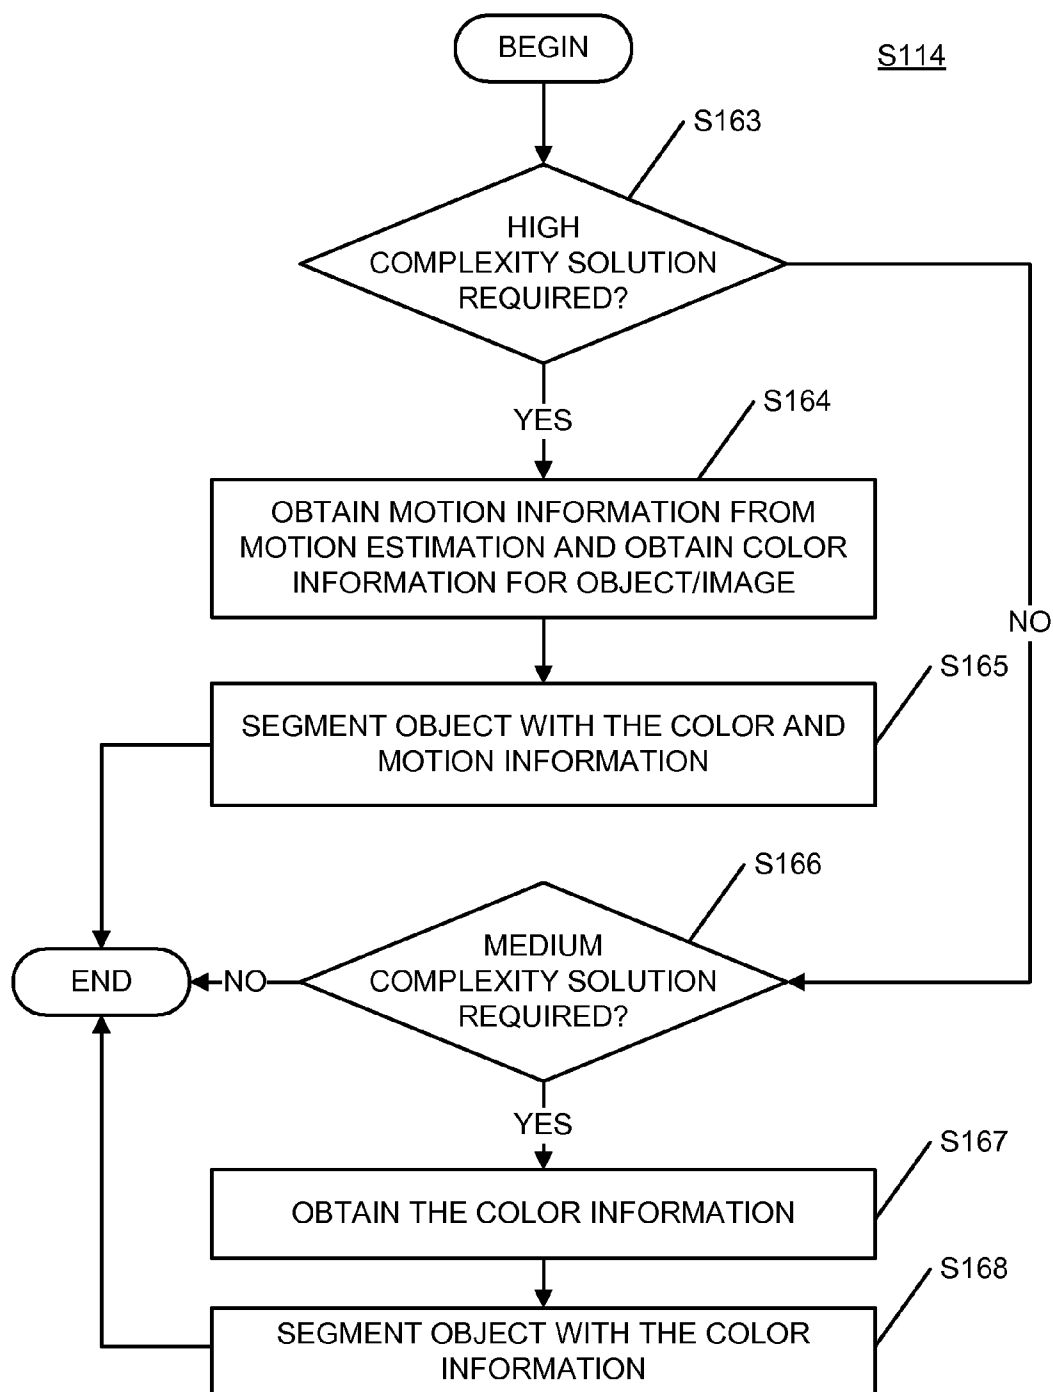 BEGIN
S114
S163
HIGH
COMPLEXITY SOLUTION
REQUIRED?
YES
S164
OBTAIN MOTION INFORMATION FROM
MOTION ESTIMATION AND OBTAIN COLOR
INFORMATION FOR OBJECT/IMAGE
NO
S165
SEGMENT OBJECT WITH THE COLOR AND
MOTION INFORMATION
S166
MEDIUM
COMPLEXITY SOLUTION
REQUIRED?
END
NO
YES
S167
OBTAIN THE COLOR INFORMATION
S168
SEGMENT OBJECT WITH THE COLOR
INFORMATION